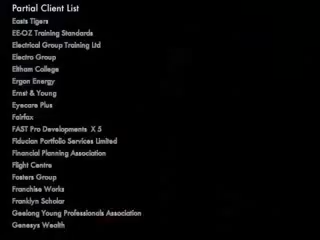 Partial Client List
Easts Tigers
EE-OZ Training Standards
Electrical Group Training Ltd
Electro Group
Eltham College
Ergon Energy
Ernst & Young
Eyecare Plus
Fairfax
FAST Pro Developments X 5
Fiducian Portfolio Services Limited
Financial Planning Association
Flight Centre
Fosters Group
Franchise Works
Franklyn Scholar
Geelong Young Professionals Association
Genesys Wealth